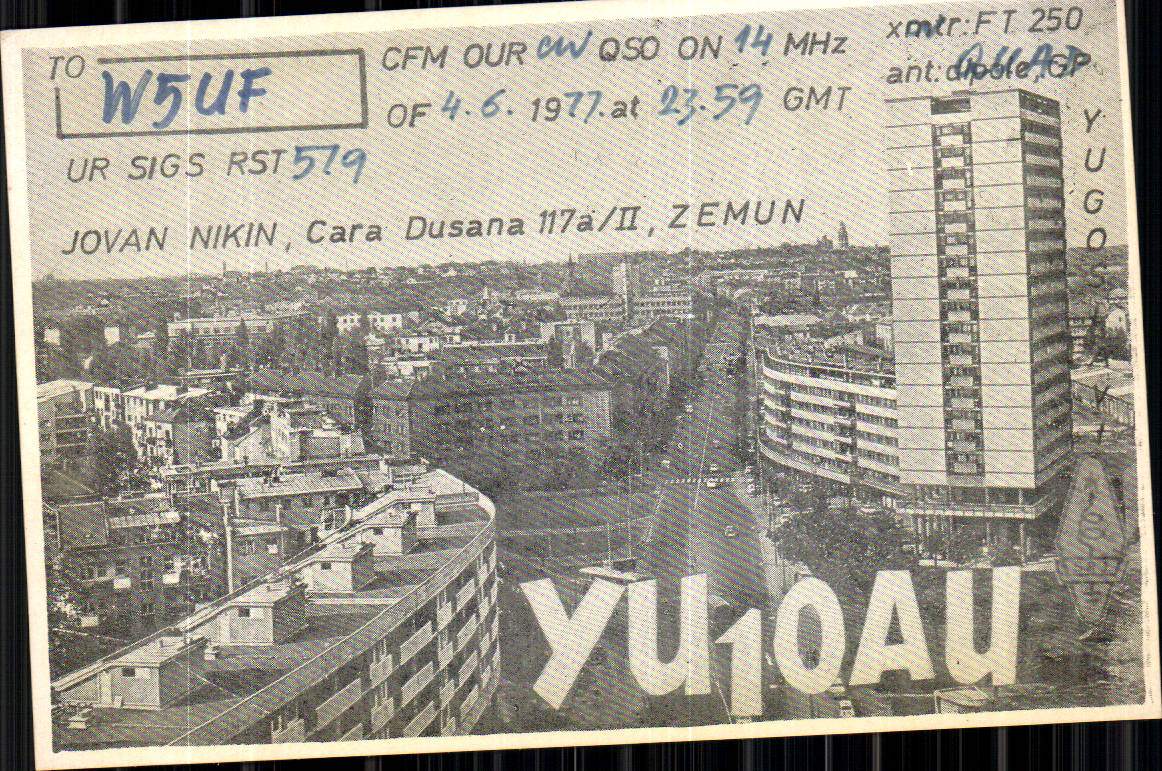 TO W5UF
CFM OUR CW QSO ON 14 MHz
OF 4.6. 1977. at 23.59 GMT
UR SIGS RST 579
xmtr: FT 250
ant: dipole, GP
QUAD
JOVAN NIKIN, Cara Dusana 117a/II, ZEMUN
YUGOSLAVIA
YU1OAU